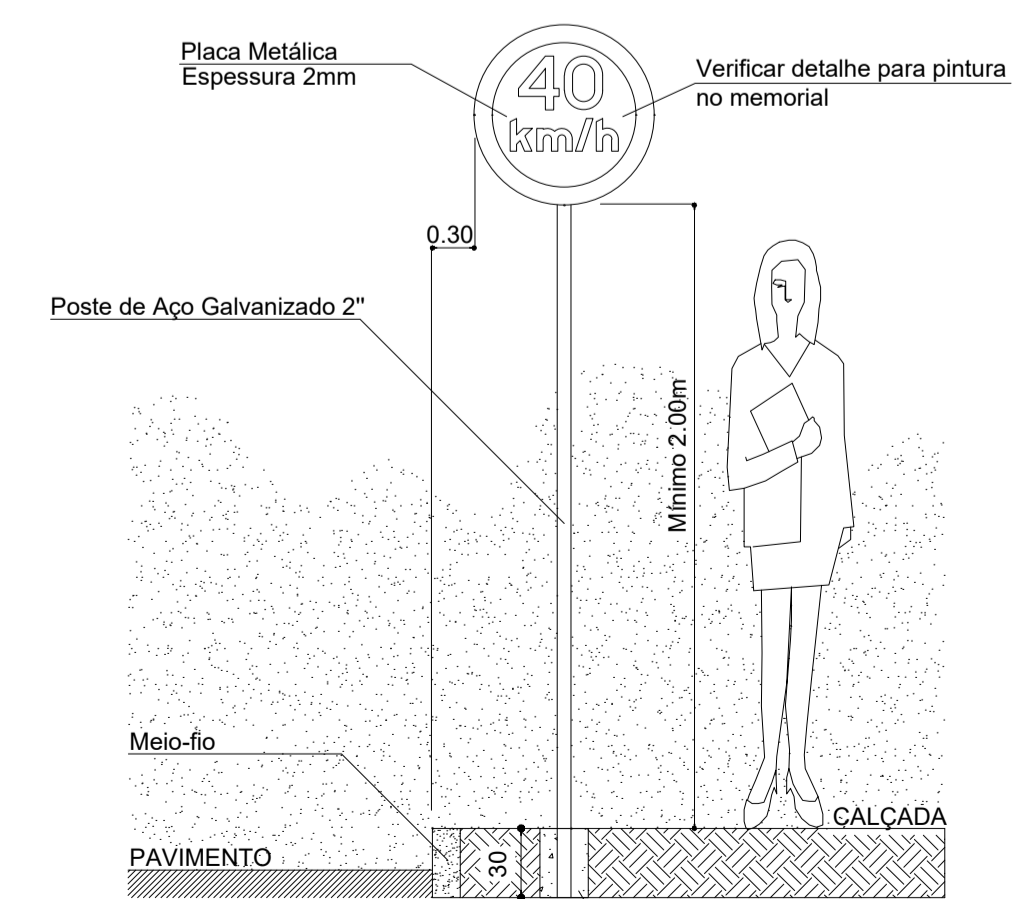 Placa Metálica
Espessura 2mm
40
km/h
Verificar detalhe para pintura
no memorial
0.30
Poste de Aço Galvanizado 2"
Mínimo 2.00m
Meio-fio
CALÇADA
PAVIMENTO
30